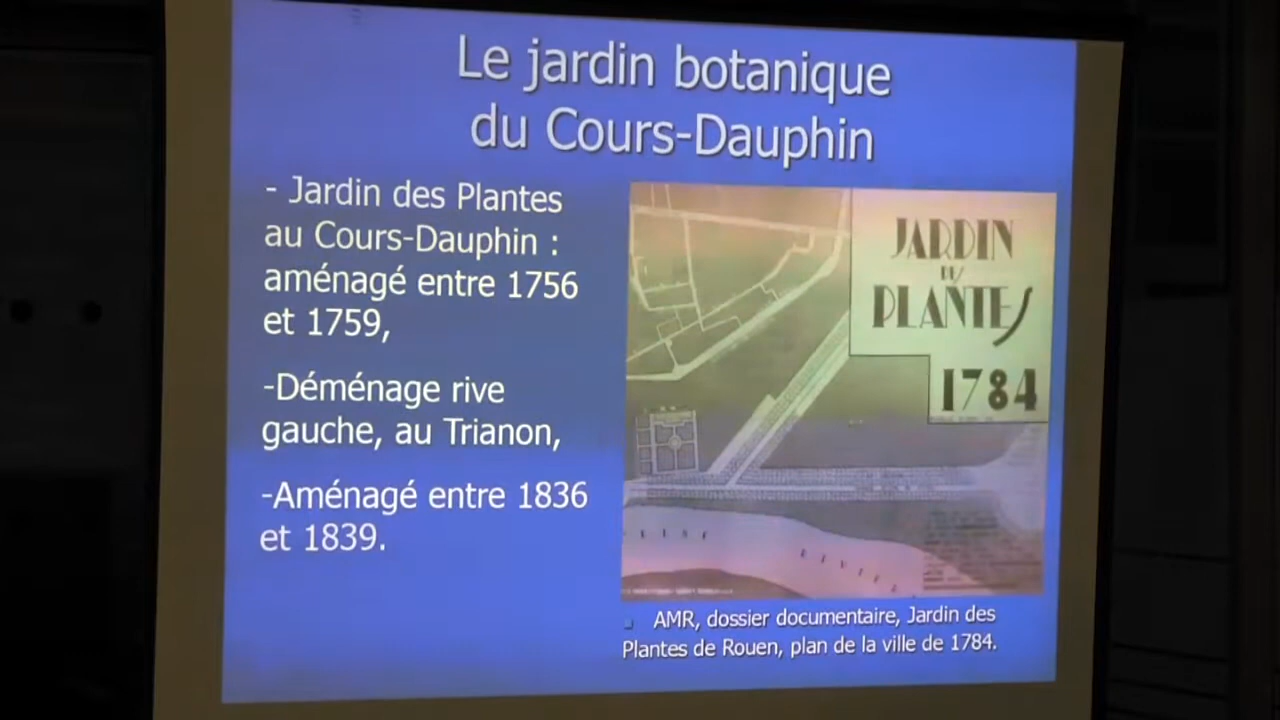 Le jardin botanique
du Cours-Dauphin
- Jardin des Plantes
au Cours-Dauphin :
aménagé entre 1756
et 1759,
-Déménage rive
gauche, au Trianon,
-Aménagé entre 1836
et 1839.
JARDIN
DES
PLANTES
1784
AMR, dossier documentaire, Jardin des
Plantes de Rouen, plan de la ville de 1784.